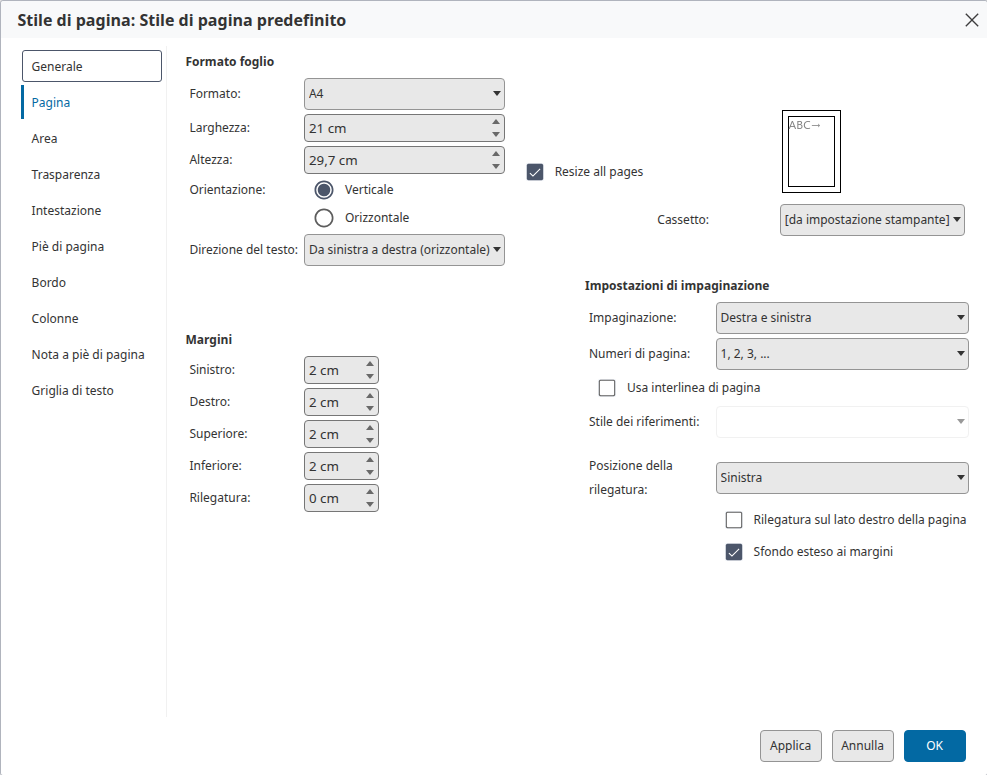 Stile di pagina: Stile di pagina predefinito
Generale
Pagina
Area
Trasparenza
Intestazione
Piè di pagina
Bordo
Colonne
Nota a piè di pagina
Griglia di testo
Formato foglio
Formato: A4
Larghezza: 21 cm
Altezza: 29,7 cm
Orientazione: Verticale
Orizzontale
Direzione del testo: Da sinistra a destra (orizzontale)
Resize all pages
ABC→
Cassetto: [da impostazione stampante]
Margini
Sinistro: 2 cm
Destro: 2 cm
Superiore: 2 cm
Inferiore: 2 cm
Rilegatura: 0 cm
Impostazioni di impaginazione
Impaginazione: Destra e sinistra
Numeri di pagina: 1, 2, 3, ...
Usa interlinea di pagina
Stile dei riferimenti:
Posizione della
rilegatura: Sinistra
Rilegatura sul lato destro della pagina
Sfondo esteso ai margini
Applica Annulla OK